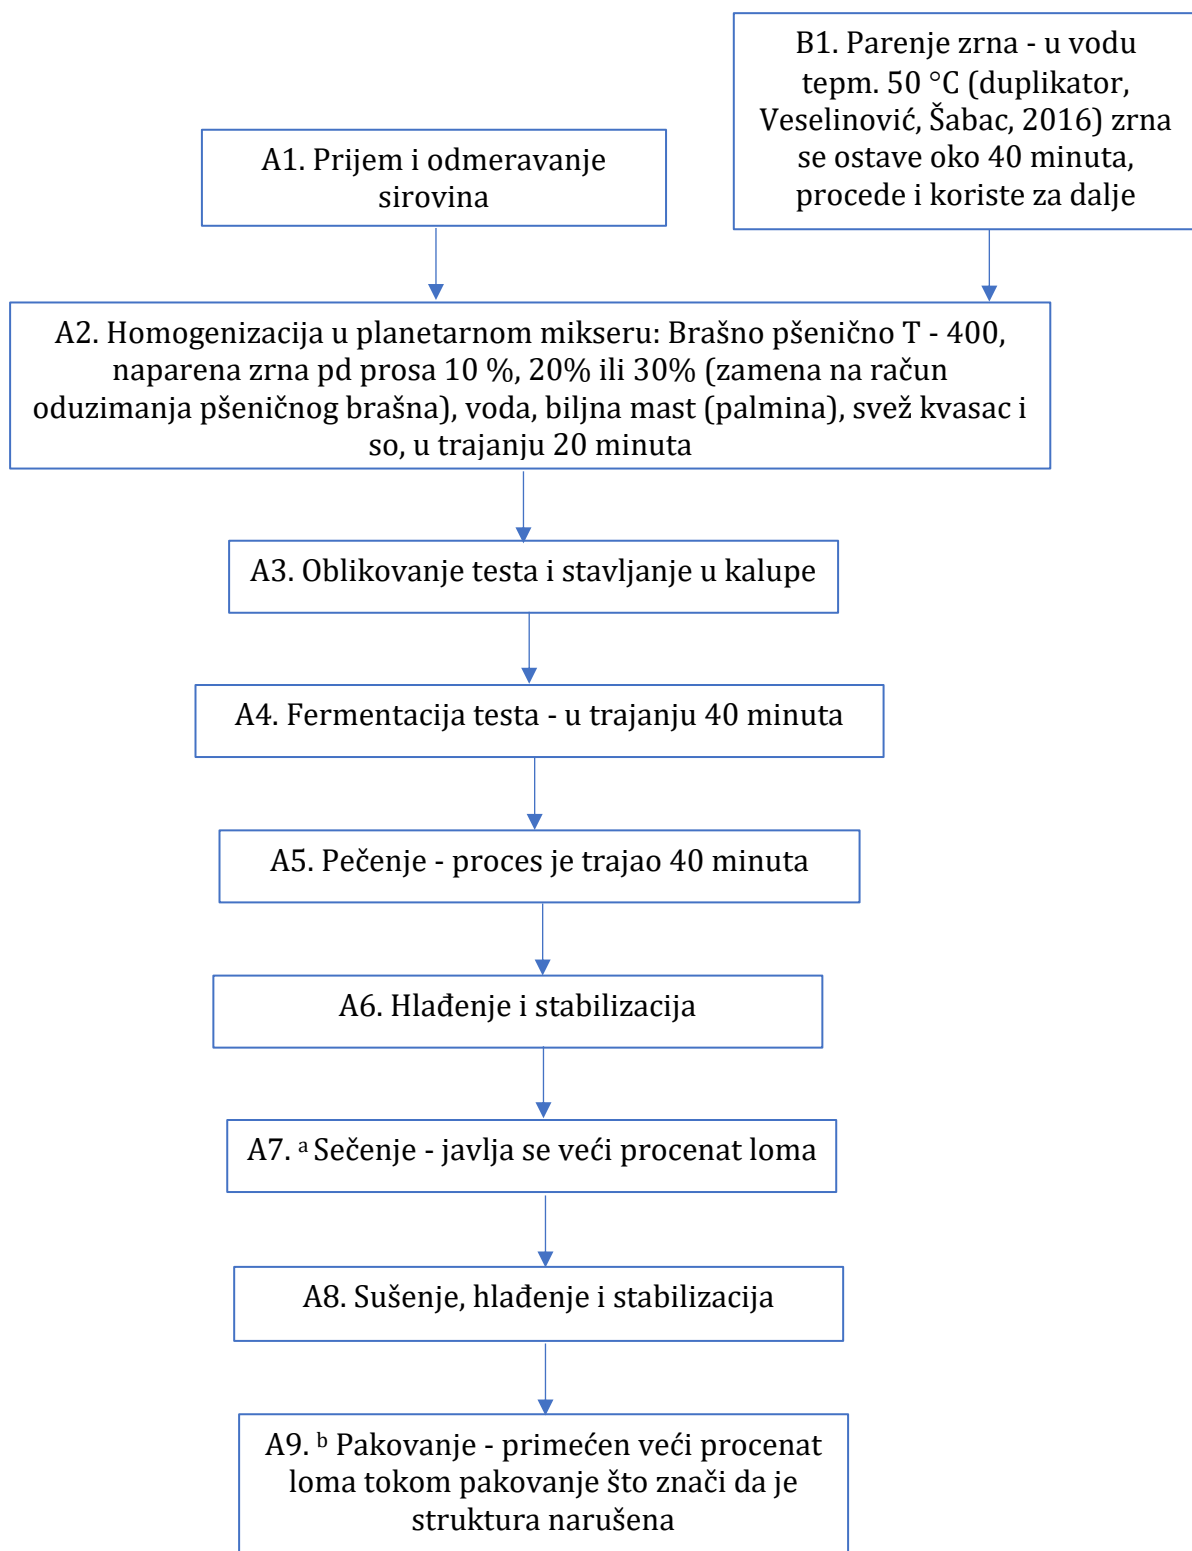 B1. Parenje zrna - u vodu
tepm. 50 °C (duplikator,
Veselinović, Šabac, 2016) zrna
se ostave oko 40 minuta,
procede i koriste za dalje
A1. Prijem i odmeravanje
sirovina
A2. Homogenizacija u planetarnom mikseru: Brašno pšenično T - 400,
naparena zrna pd prosa 10 %, 20% ili 30% (zamena na račun
oduzimanja pšeničnog brašna), voda, biljna mast (palmina), svež kvasac i
so, u trajanju 20 minuta
A3. Oblikovanje testa i stavljanje u kalupe
A4. Fermentacija testa - u trajanju 40 minuta
A5. Pečenje - proces je trajao 40 minuta
A6. Hlađenje i stabilizacija
A7. ᵃ Sečenje - javlja se veći procenat loma
A8. Sušenje, hlađenje i stabilizacija
A9. ᵇ Pakovanje - primećen veći procenat
loma tokom pakovanje što znači da je
struktura narušena